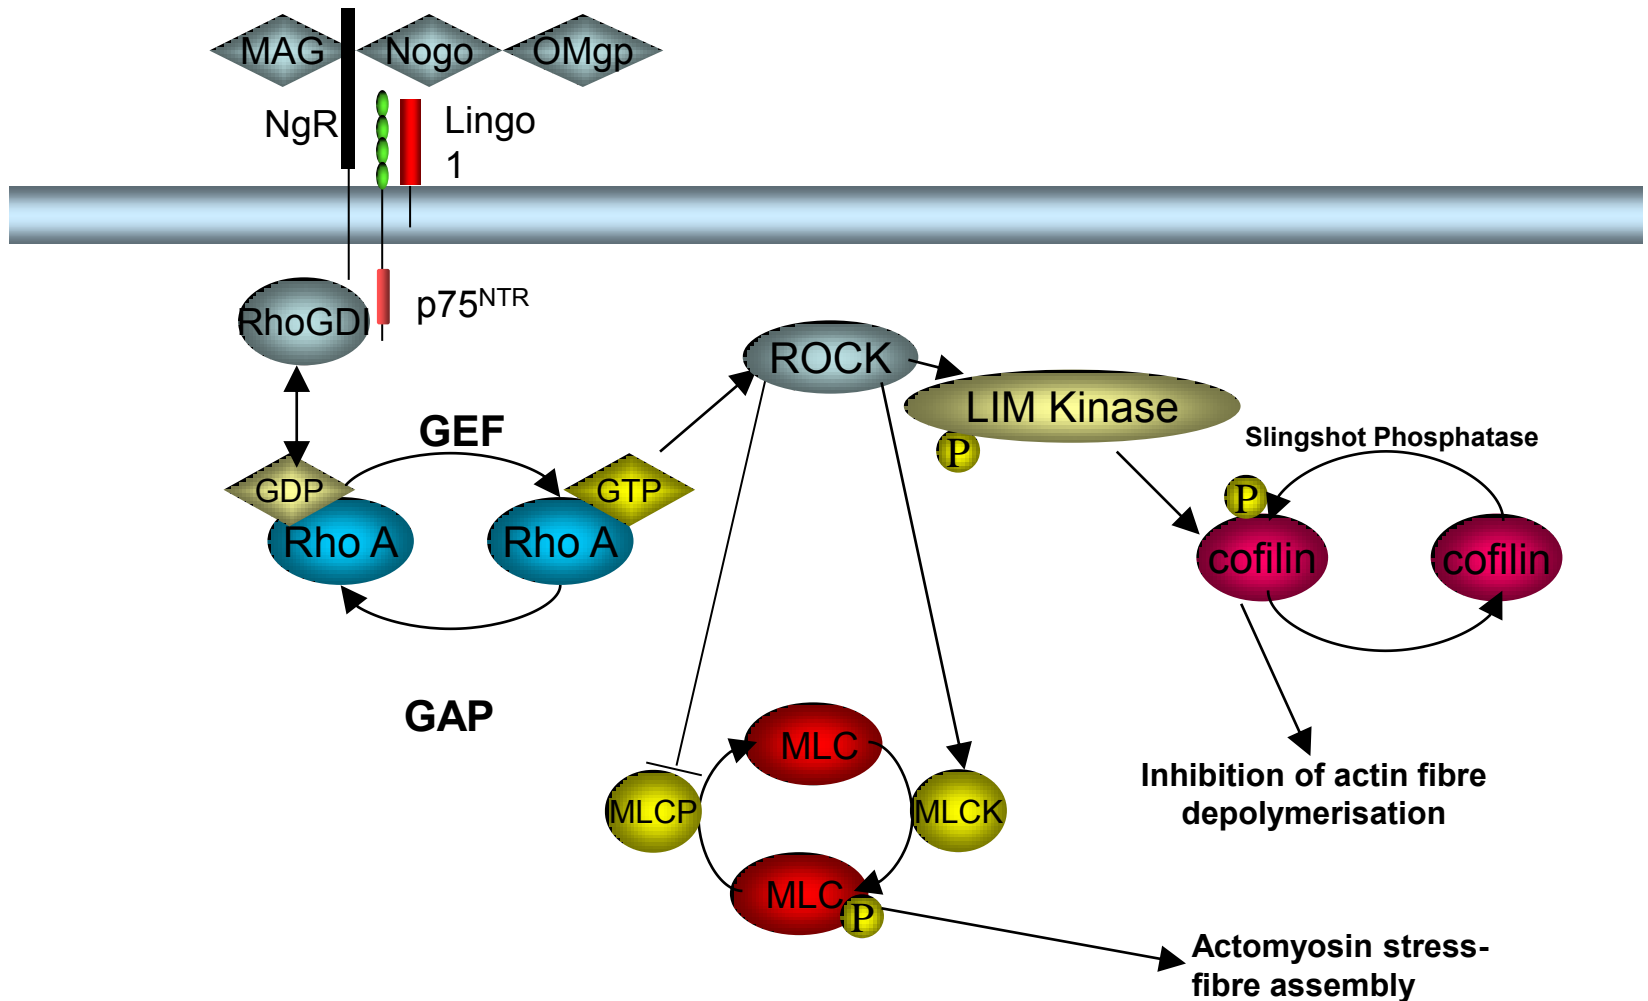 MAG
Nogo
OMgp
NgR
Lingo
1
RhoGDI
p75NTR
ROCK
LIM Kinase
P
GEF
Slingshot Phosphatase
GDP
GTP
P
Rho A
Rho A
cofilin
cofilin
GAP
MLC
MLCP
MLCK
Inhibition of actin fibre
depolymerisation
MLC
P
Actomyosin stress-
fibre assembly